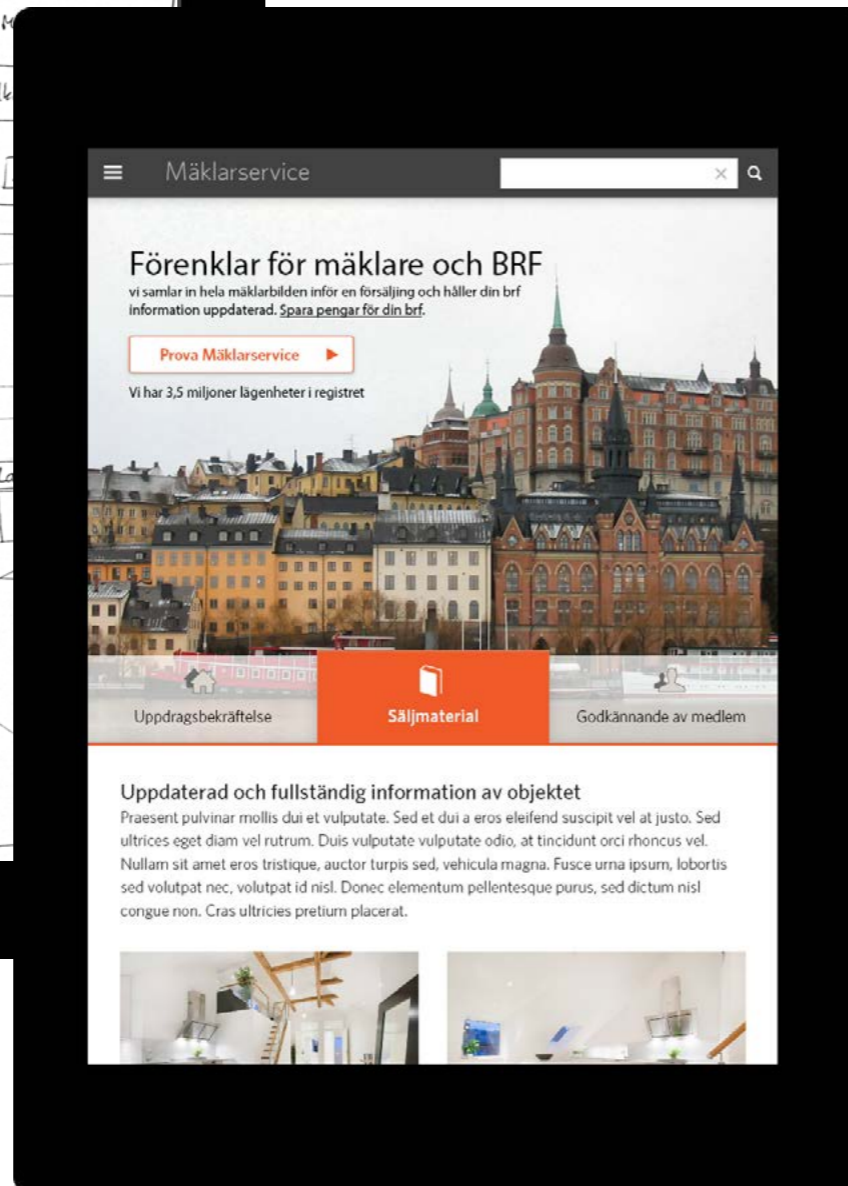 Mäklarservice
Förenklar för mäklare och BRF
vi samlar in hela mäklarbilden inför en försäljing och håller din brf
information uppdaterad. Spara pengar för din brf.
Prova Mäklarservice
Vi har 3,5 miljoner lägenheter i registret
Uppdragsbekräftelse
Säljmaterial
Godkännande av medlem
Uppdaterad och fullständig information av objektet
Praesent pulvinar mollis dui et vulputate. Sed et dui a eros eleifend suscipit vel at justo. Sed
ultrices eget diam vel rutrum. Duis vulputate vulputate odio, at tincidunt orci rhoncus vel.
Nullam sit amet eros tristique, auctor turpis sed, vehicula magna. Fusce urna ipsum, lobortis
sed volutpat nec, volutpat id nisl. Donec elementum pellentesque purus, sed dictum nisl
congue non. Cras ultricies pretium placerat.